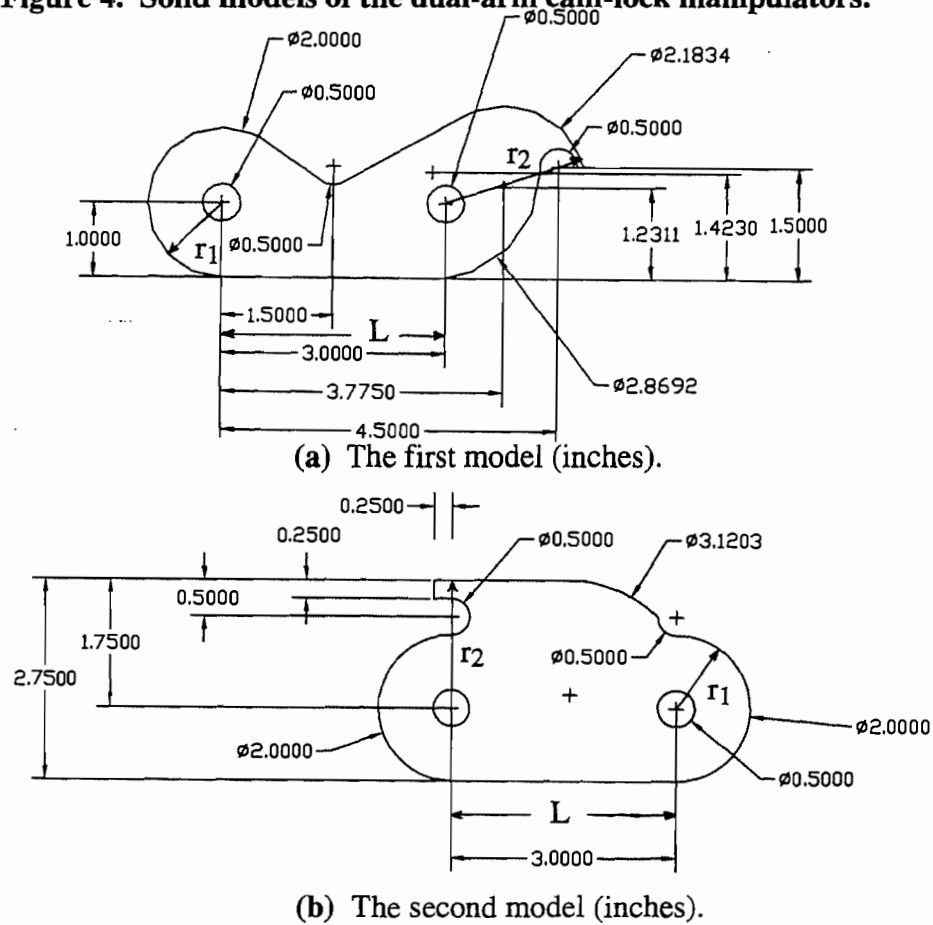 Figure 4. Solid models of the dual-arm cam-lock manipulators.
ø0.5000
ø2.0000
ø2.1834
ø0.5000
ø0.5000
r2
1.0000
r1
ø0.5000
1.2311
1.4230
1.5000
1.5000
L
3.0000
3.7750
ø2.8692
4.5000
(a) The first model (inches).
0.2500
0.2500
ø0.5000
ø3.1203
0.5000
1.7500
r2
ø0.5000
2.7500
r1
ø2.0000
ø2.0000
ø0.5000
L
3.0000
(b) The second model (inches).